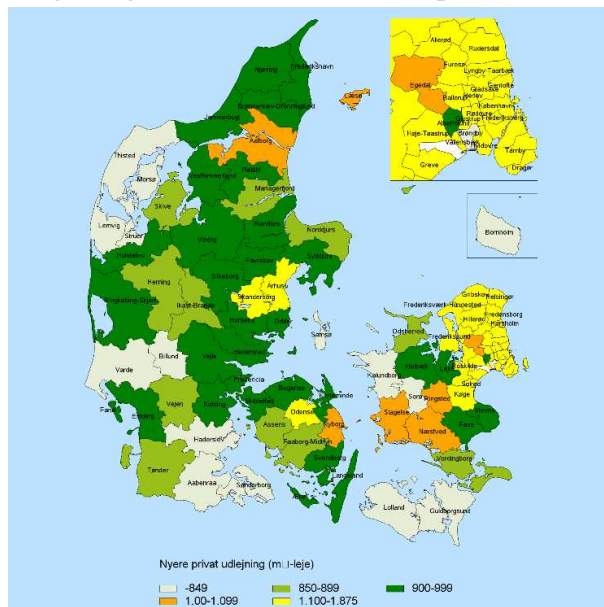 Allerød
Rudersdal
Furesø
Lyngby-Taarbæk
Egedal
Gentofte
Gladsakse
Ballerup
Herlev
København
Rødovre
Frederiksberg
Albertslund
Glostrup
Høje-Taastrup
Brøndby
Hvidovre
Vallensbæk
Tårnby
Greve
Dragør
Hjørring
Frederikshavn
Læsø
Brønderslev-Dronninglund
Jammerbugt
Aalborg
Thisted
Morsø
Vesthimmerland
Rebild
Mariagerfjord
Skive
Lemvig
Struer
Viborg
Randers
Norddjurs
Bornholm
Holstebro
Favrskov
Syddjurs
Silkeborg
Århus
Herning
Skanderborg
Ringkøbing-Skjern
Ikast-Brande
Horsens
Odder
Samsø
Gribskov
Helsingør
Frederiksværk-Hundested
Hillerød
Fredensborg
Hørsholm
Odsherred
Frederikssund
Billund
Varde
Vejle
Hedensted
Kalundborg
Holbæk
Lejre
Roskilde
Solrød
Fredericia
Fanø
Esbjerg
Vejen
Kolding
Middelfart
Bogense
Kerteminde
Odense
Sorø
Ringsted
Køge
Slagelse
Stevns
Assens
Nyborg
Næstved
Faxe
Haderslev
Faaborg-Midtfyn
Svendborg
Tønder
Aabenraa
Sønderborg
Langeland
Ærø
Vordingborg
Lolland
Guldborgsund
Nyere privat udlejning (m□-leje)
-849 850-899 900-999
1.00-1.099 1.100-1.875